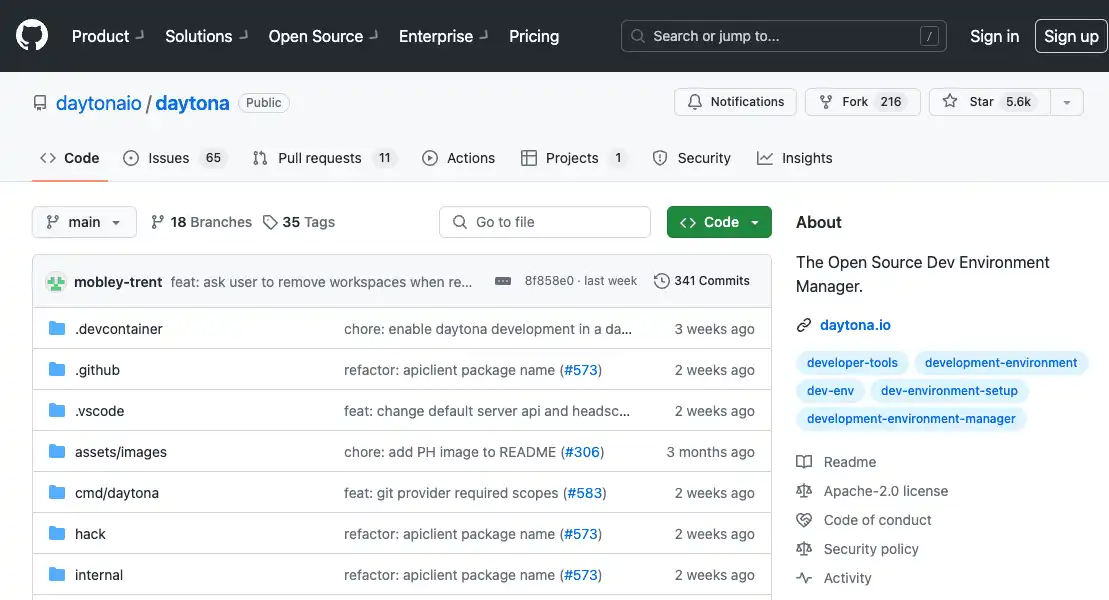 Product Solutions Open Source Enterprise Pricing Search or jump to... / Sign in Sign up
daytonaio / daytona Public Notifications Fork 216 Star 5.6k
Code Issues 65 Pull requests 11 Actions Projects 1 Security Insights
main 18 Branches 35 Tags Go to file Code
About
The Open Source Dev Environment
Manager.
daytona.io
developer-tools development-environment
dev-env dev-environment-setup
development-environment-manager
Readme
Apache-2.0 license
Code of conduct
Security policy
Activity
mobley-trent feat: ask user to remove workspaces when re... 8f858e0 · last week 341 Commits
.devcontainer chore: enable daytona development in a da... 3 weeks ago
.github refactor: apiclient package name (#573) 2 weeks ago
.vscode feat: change default server api and headsc... 2 weeks ago
assets/images chore: add PH image to README (#306) 3 months ago
cmd/daytona feat: git provider required scopes (#583) 2 weeks ago
hack refactor: apiclient package name (#573) 2 weeks ago
internal refactor: apiclient package name (#573) 2 weeks ago